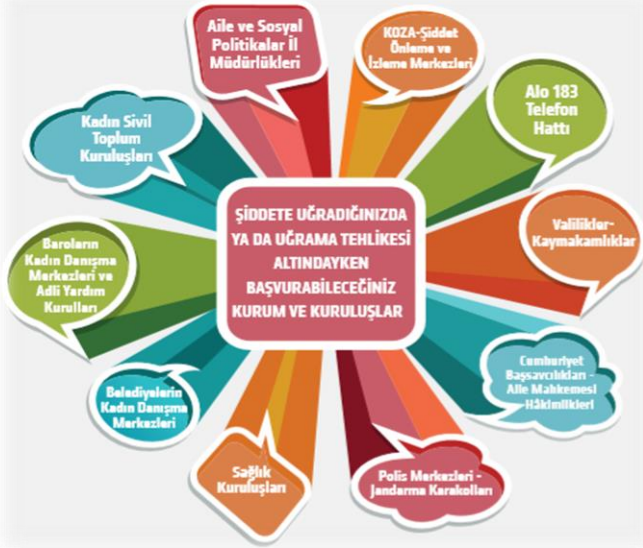 ŞİDDETE UĞRADIĞINIZDA
YA DA UĞRAMA TEHLİKESİ
ALTINDAYKEN
BAŞVURABİLECEĞİNİZ
KURUM VE KURULUŞLAR
Aile ve Sosyal
Politikalar İl
Müdürlükleri
KOZA-Şiddet
Önleme ve
İzleme Merkezleri
Alo 183
Telefon
Hattı
Valilikler-
Kaymakamlıklar
Cumhuriyet
Başsavcılıkları -
Aile Mahkemesi
Hâkimlikleri
Polis Merkezleri -
Jandarma Karakolları
Sağlık
Kuruluşları
Belediyelerin
Kadın Danışma
Merkezleri
Baroların
Kadın Danışma
Merkezleri ve
Adli Yardım
Kurulları
Kadın Sivil
Toplum
Kuruluşları